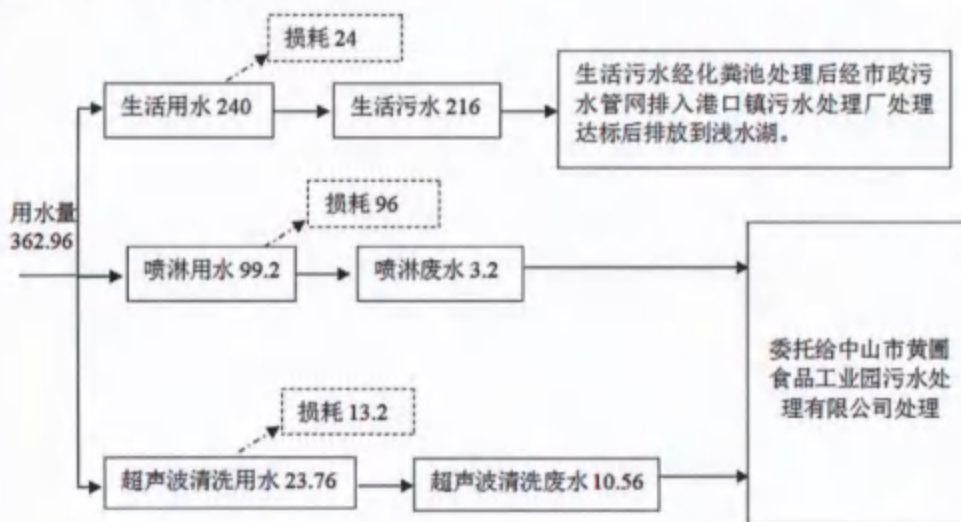 损耗 24
生活用水 240
生活污水 216
生活污水经化粪池处理后经市政污
水管网排入港口镇污水处理厂处理
达标后排放到浅水湖。
用水量
362.96
损耗 96
喷淋用水 99.2
喷淋废水 3.2
委托给中山市黄圃
食品工业园污水处
理有限公司处理
损耗 13.2
超声波清洗用水 23.76
超声波清洗废水 10.56